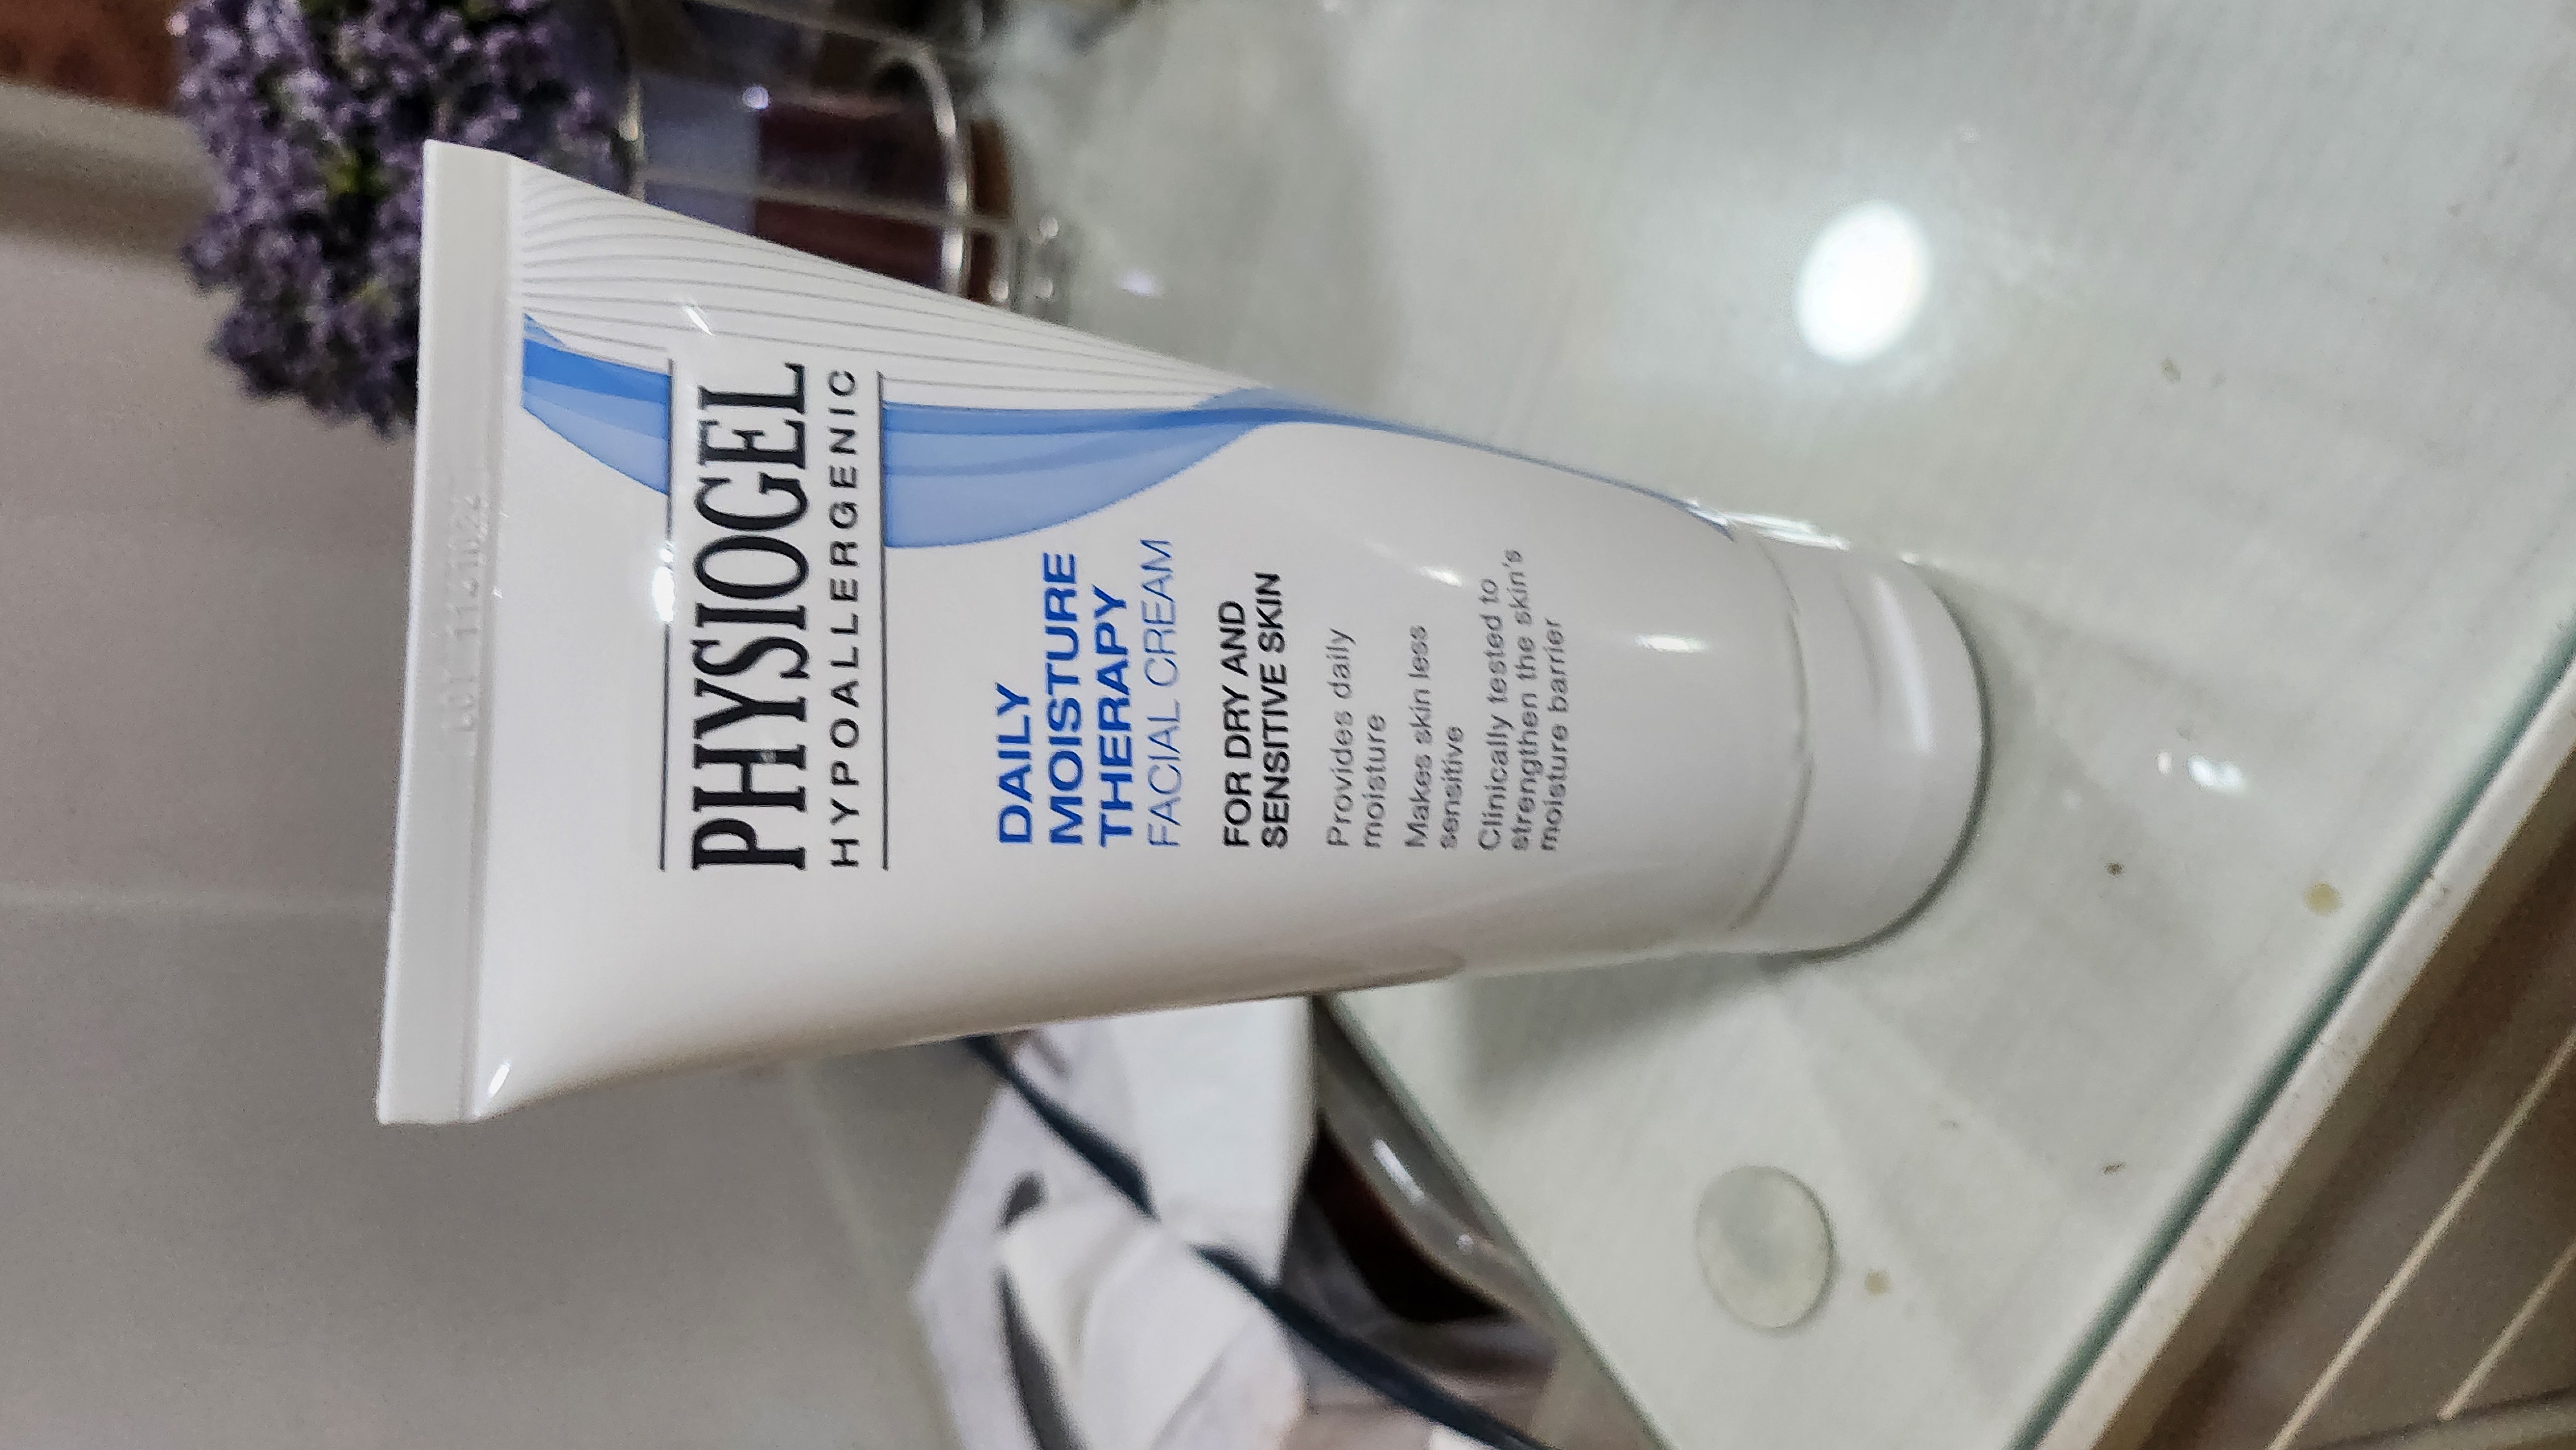 PHYSIOGEL
HYPOALLERGENIC
DAILY
MOISTURE
THERAPY
FACIAL CREAM
FOR DRY AND
SENSITIVE SKIN
Provides daily
moisture
Makes skin less
sensitive
Clinically tested to
strengthen the skin's
moisture barrier